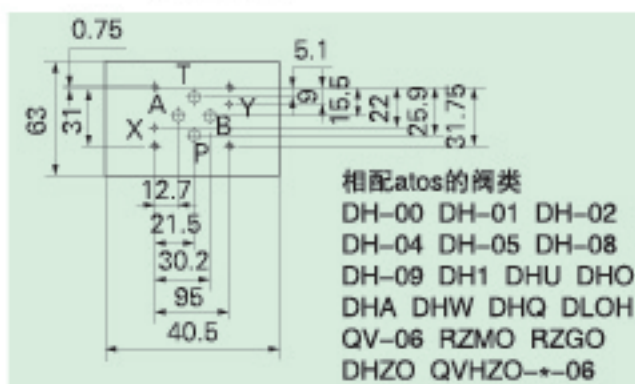 0.75
5.1
T
A
Y
X
B
P
63
31
9
15.5
22
25.9
31.75
12.7
21.5
30.2
95
40.5
相配atos的阀类
DH-00 DH-01 DH-02
DH-04 DH-05 DH-08
DH-09 DH1 DHU DHO
DHA DHW DHQ DLOH
QV-06 RZMO RZGO
DHZO QVHZO-*-06